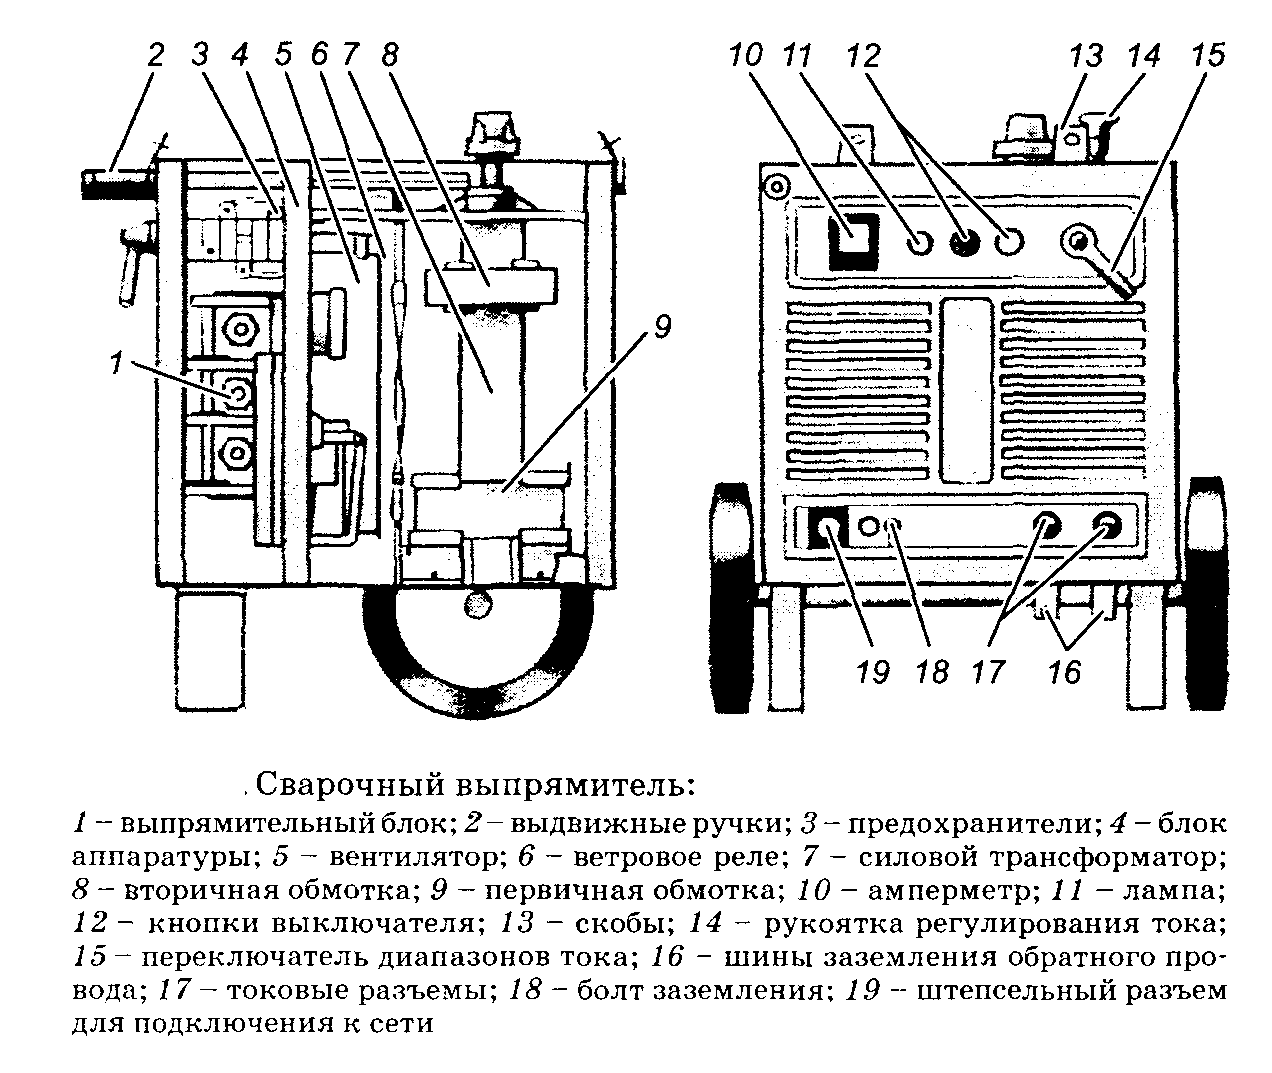 2 3 4 5 6 7 8 10 11 12 13 14 15
9
1
19 18 17 16
Сварочный выпрямитель:
1 – выпрямительный блок; 2 – выдвижные ручки; 3 – предохранители; 4 – блок
аппаратуры; 5 – вентилятор; 6 – ветровое реле; 7 – силовой трансформатор;
8 – вторичная обмотка; 9 – первичная обмотка; 10 – амперметр; 11 – лампа;
12 – кнопки выключателя; 13 – скобы; 14 – рукоятка регулирования тока;
15 – переключатель диапазонов тока; 16 – шины заземления обратного про-
вода; 17 – токовые разъемы; 18 – болт заземления; 19 – штепсельный разъем
для подключения к сети